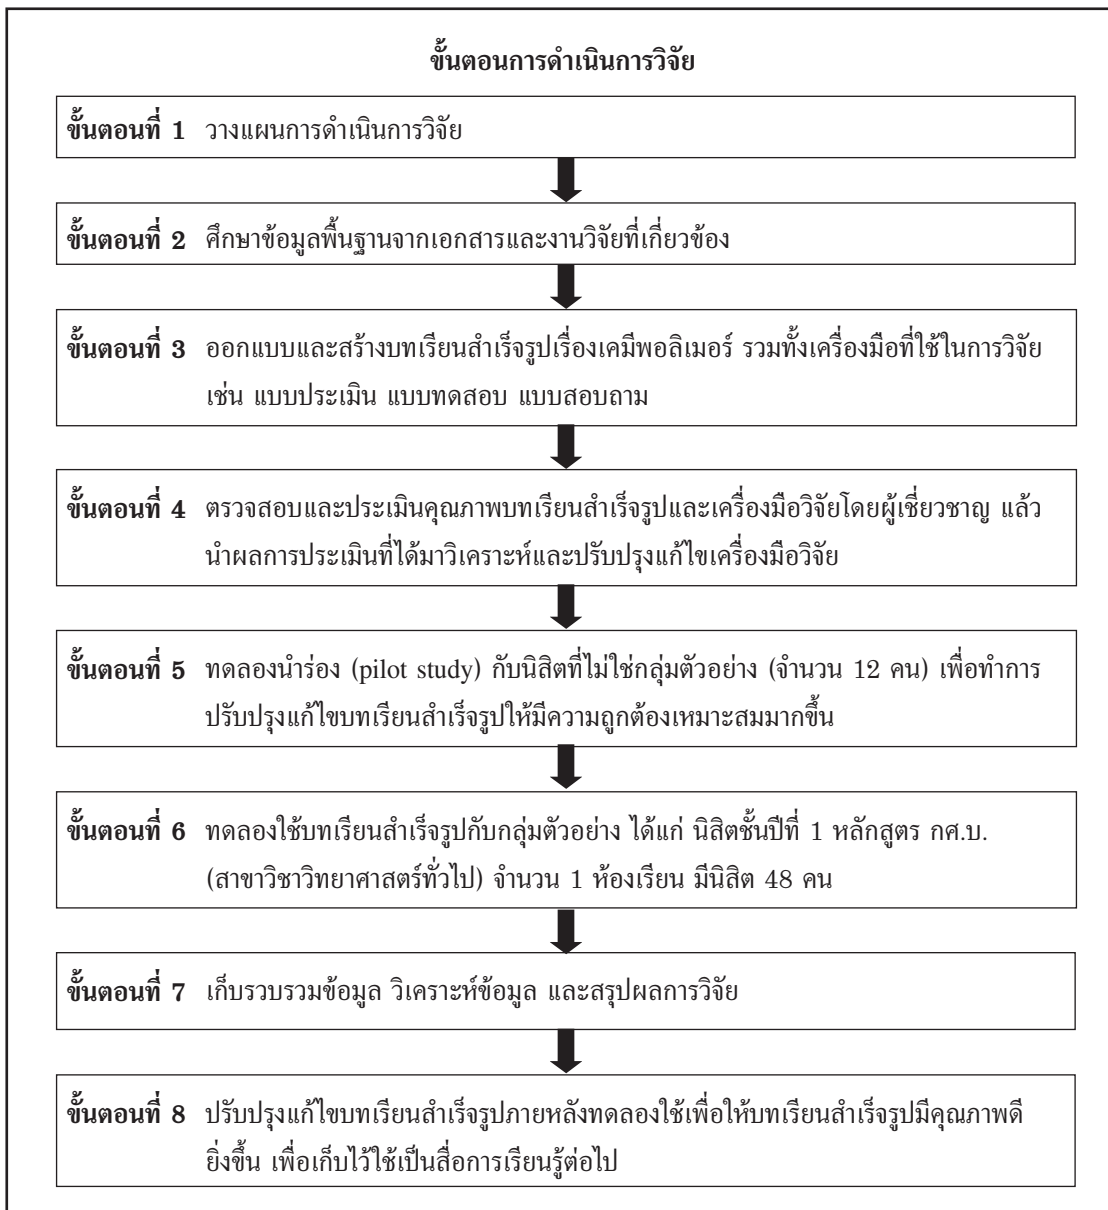 ขั้นตอนการดำเนินการวิจัย
ขั้นตอนที่ 1 วางแผนการดำเนินการวิจัย
ขั้นตอนที่ 2 ศึกษาข้อมูลพื้นฐานจากเอกสารและงานวิจัยที่เกี่ยวข้อง
ขั้นตอนที่ 3 ออกแบบและสร้างบทเรียนสำเร็จรูปเรื่องเคมีพอลิเมอร์ รวมทั้งเครื่องมือที่ใช้ในการวิจัย
เช่น แบบประเมิน แบบทดสอบ แบบสอบถาม
ขั้นตอนที่ 4 ตรวจสอบและประเมินคุณภาพบทเรียนสำเร็จรูปและเครื่องมือวิจัยโดยผู้เชี่ยวชาญ แล้ว
นำผลการประเมินที่ได้มาวิเคราะห์และปรับปรุงแก้ไขเครื่องมือวิจัย
ขั้นตอนที่ 5 ทดลองนำร่อง (pilot study) กับนิสิตที่ไม่ใช่กลุ่มตัวอย่าง (จำนวน 12 คน) เพื่อทำการ
ปรับปรุงแก้ไขบทเรียนสำเร็จรูปให้มีความถูกต้องเหมาะสมมากขึ้น
ขั้นตอนที่ 6 ทดลองใช้บทเรียนสำเร็จรูปกับกลุ่มตัวอย่าง ได้แก่ นิสิตชั้นปีที่ 1 หลักสูตร กศ.บ.
(สาขาวิชาวิทยาศาสตร์ทั่วไป) จำนวน 1 ห้องเรียน มีนิสิต 48 คน
ขั้นตอนที่ 7 เก็บรวบรวมข้อมูล วิเคราะห์ข้อมูล และสรุปผลการวิจัย
ขั้นตอนที่ 8 ปรับปรุงแก้ไขบทเรียนสำเร็จรูปภายหลังทดลองใช้เพื่อให้บทเรียนสำเร็จรูปมีคุณภาพดี
ยิ่งขึ้น เพื่อเก็บไว้ใช้เป็นสื่อการเรียนรู้ต่อไป